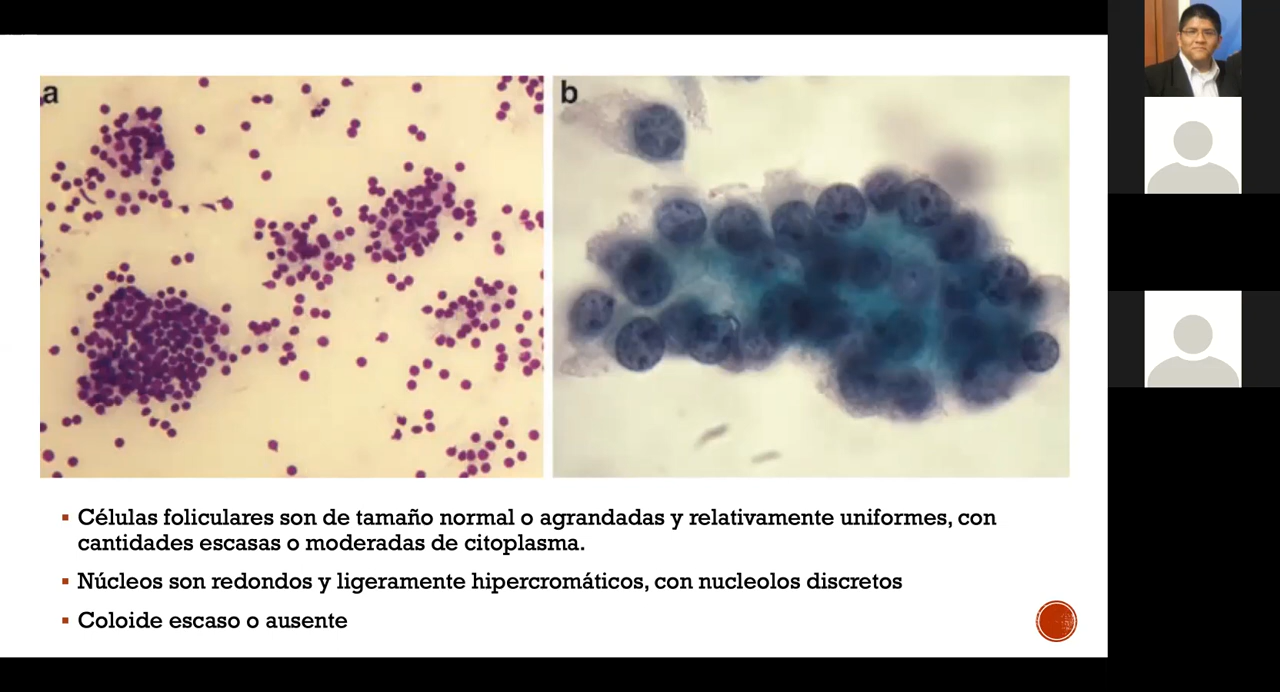 a
b
Células foliculares son de tamaño normal o agrandadas y relativamente uniformes, con
cantidades escasas o moderadas de citoplasma.
Núcleos son redondos y ligeramente hipercromáticos, con nucleolos discretos
Coloide escaso o ausente